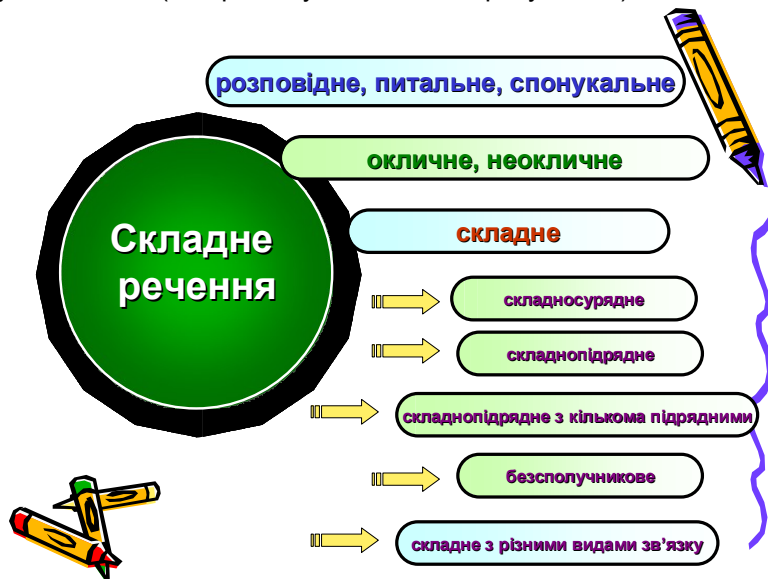 розповідне, питальне, спонукальне
окличне, неокличне
складне
Складне
речення
складносурядне
складнопідрядне
складнопідрядне з кількома підрядними
безсполучникове
складне з різними видами зв’язку